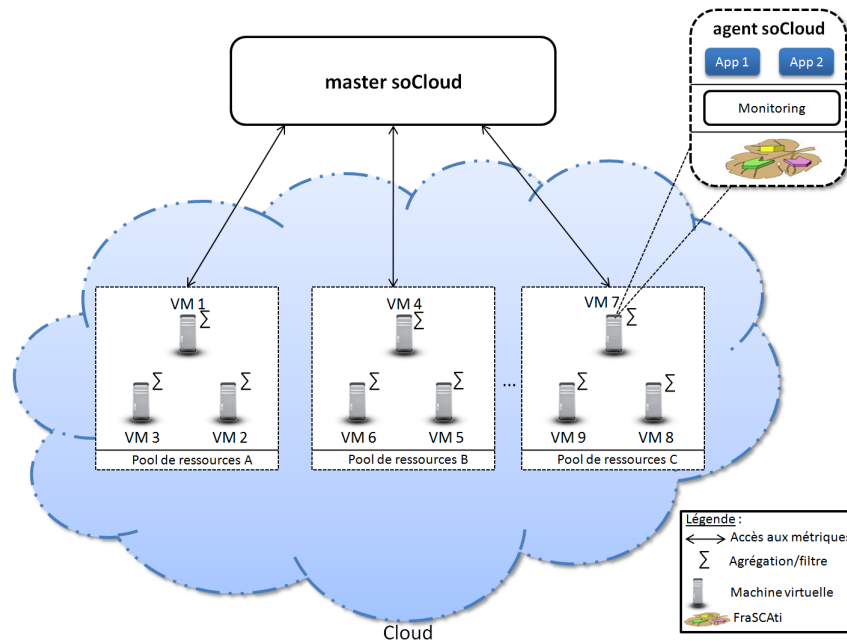 agent soCloud
App 1
App 2
Monitoring
master soCloud
VM 1
Σ
VM 4
Σ
VM 7
Σ
Σ
Σ
Σ
Σ
...
Σ
Σ
VM 3
VM 2
VM 6
VM 5
VM 9
VM 8
Pool de ressources A
Pool de ressources B
Pool de ressources C
Légende :
Accès aux métriques
Σ Agrégation/filtre
Machine virtuelle
FraSCAti
Cloud